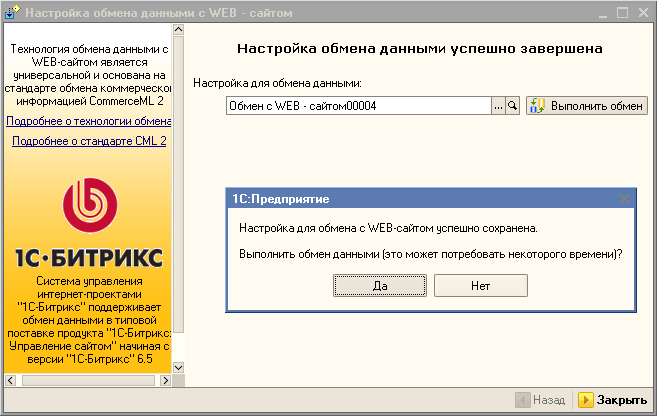 Настройка обмена данными с WEB - сайтом
Технология обмена данными с
WEB-сайтом является
универсальной и основана на
стандарте обмена коммерческой
информацией CommerceML 2
Подробнее о технологии обмена
Подробнее о стандарте CML 2
1С·БИТРИКС
Система управления
интернет-проектами
"1С-Битрикс" поддерживает
обмен данными в типовой
поставке продукта "1С-Битрикс:
Управление сайтом" начиная с
версии "1С-Битрикс" 6.5
Настройка обмена данными успешно завершена
Настройка для обмена данными:
Обмен с WEB - сайтом00004
...
Выполнить обмен
1С:Предприятие
Настройка для обмена с WEB-сайтом успешно сохранена.
Выполнить обмен данными (это может потребовать некоторого времени)?
Да
Нет
Назад
Закрыть